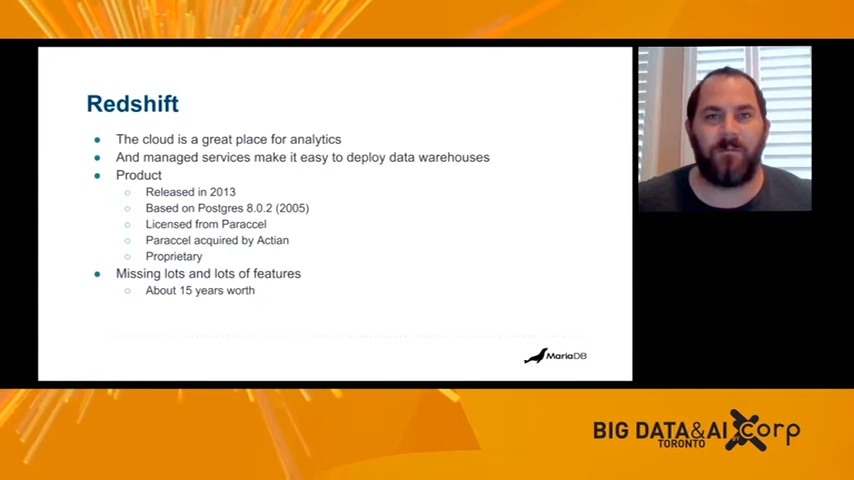 Redshift
The cloud is a great place for analytics
And managed services make it easy to deploy data warehouses
Product
Released in 2013
Based on Postgres 8.0.2 (2005)
Licensed from Paraccel
Paraccel acquired by Actian
Proprietary
Missing lots and lots of features
About 15 years worth
MariaDB
BIG DATA&AI
TORONTO
BY
corp